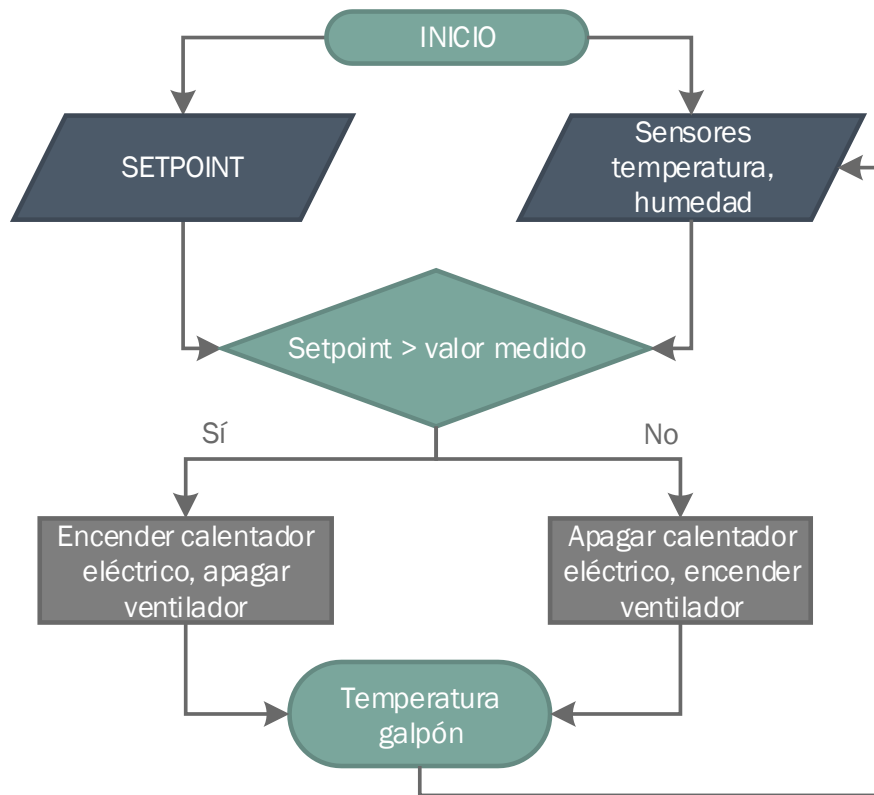 INICIO
SETPOINT
Sensores
temperatura,
humedad
Setpoint > valor medido
Sí
No
Encender calentador
eléctrico, apagar
ventilador
Apagar calentador
eléctrico, encender
ventilador
Temperatura
galpón